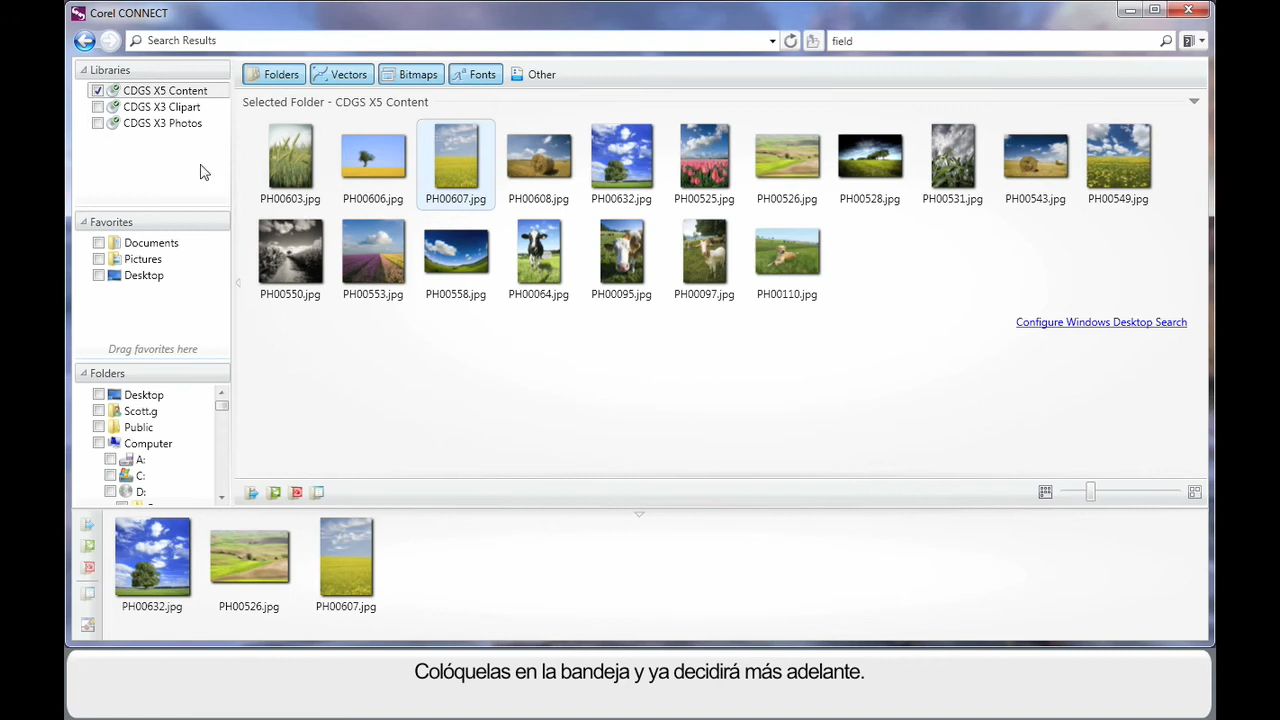 Corel CONNECT
Search Results
field
Libraries
CDGS X5 Content
CDGS X3 Clipart
CDGS X3 Photos
Favorites
Documents
Pictures
Desktop
Drag favorites here
Folders
Desktop
Scott.g
Public
Computer
A:
C:
D:
Folders Vectors Bitmaps Fonts Other
Selected Folder - CDGS X5 Content
PH00603.jpg PH00606.jpg PH00607.jpg PH00608.jpg PH00632.jpg PH00525.jpg PH00526.jpg PH00528.jpg PH00531.jpg PH00543.jpg PH00549.jpg
PH00550.jpg PH00553.jpg PH00558.jpg PH00064.jpg PH00095.jpg PH00097.jpg PH00110.jpg
Configure Windows Desktop Search
PH00632.jpg PH00526.jpg PH00607.jpg
Colóquelas en la bandeja y ya decidirá más adelante.